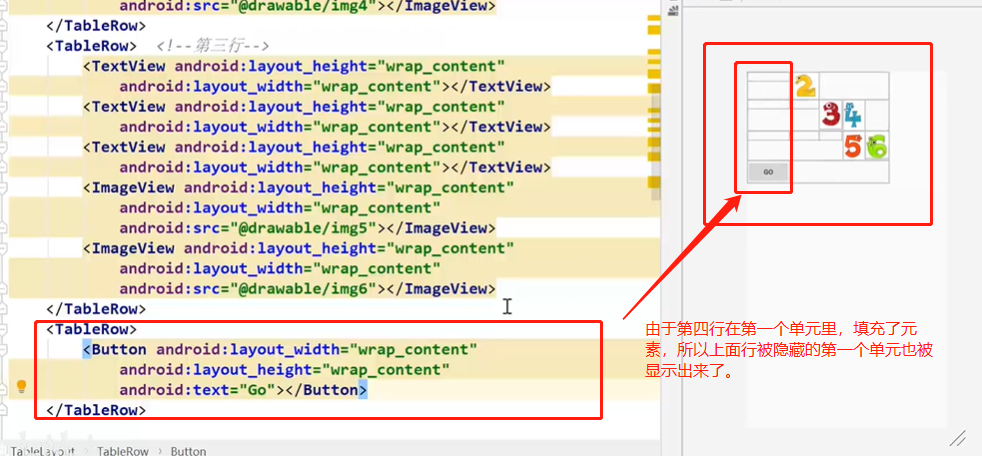 android:src="@drawable/img4"></ImageView>
</TableRow>
<TableRow> <!--第三行-->
<TextView android:layout_height="wrap_content"
android:layout_width="wrap_content"></TextView>
<TextView android:layout_height="wrap_content"
android:layout_width="wrap_content"></TextView>
<TextView android:layout_height="wrap_content"
android:layout_width="wrap_content"></TextView>
<ImageView android:layout_height="wrap_content"
android:layout_width="wrap_content"
android:src="@drawable/img5"></ImageView>
<ImageView android:layout_height="wrap_content"
android:layout_width="wrap_content"
android:src="@drawable/img6"></ImageView>
</TableRow>
<TableRow>
<Button android:layout_width="wrap_content"
android:layout_height="wrap_content"
android:text="Go"></Button>
</TableRow>
TableLayout > TableRow > Button
2
3 4
5 6
GO
由于第四行在第一个单元里，填充了元
素，所以上面行被隐藏的第一个单元也被
显示出来了。